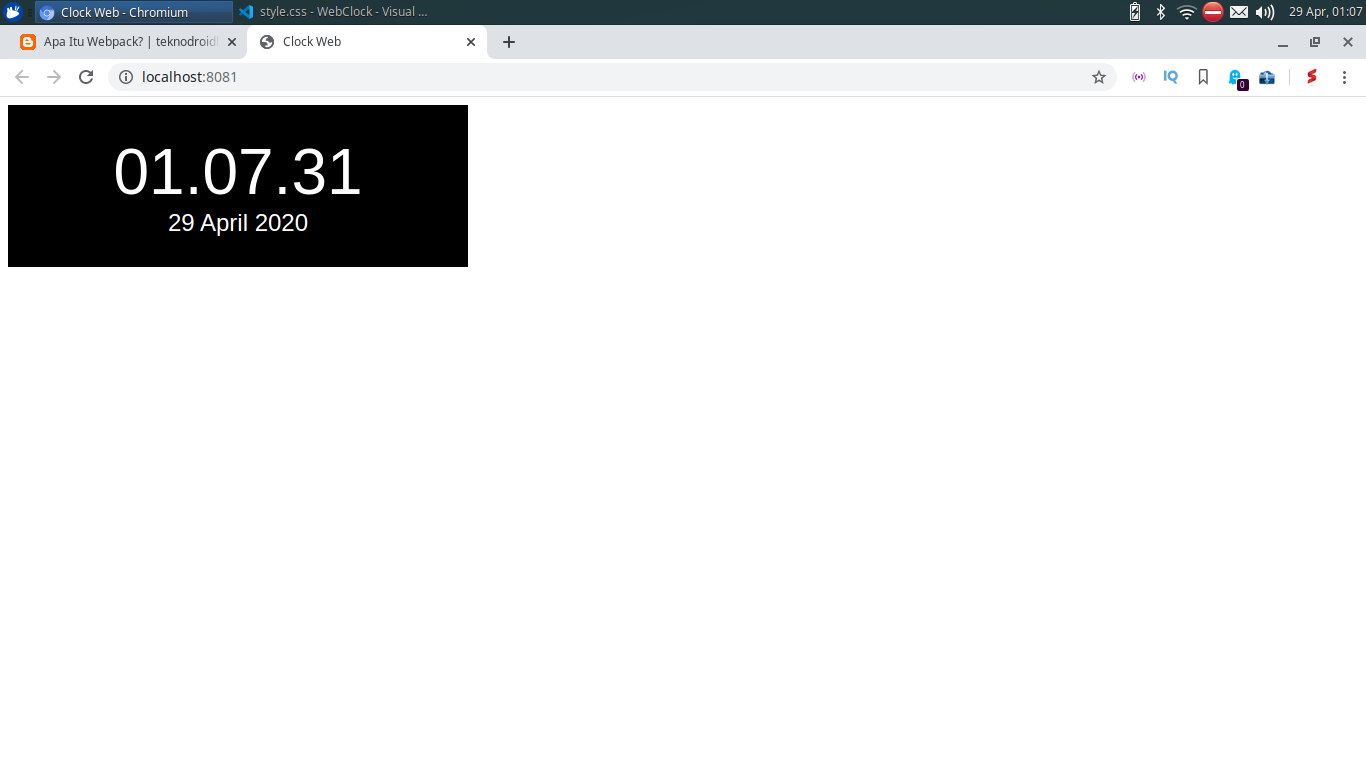 Clock Web - Chromium
style.css - WebClock - Visual ...
29 Apr, 01:07
Apa Itu Webpack? | teknodroid
Clock Web
localhost:8081
IQ
0
01.07.31
29 April 2020